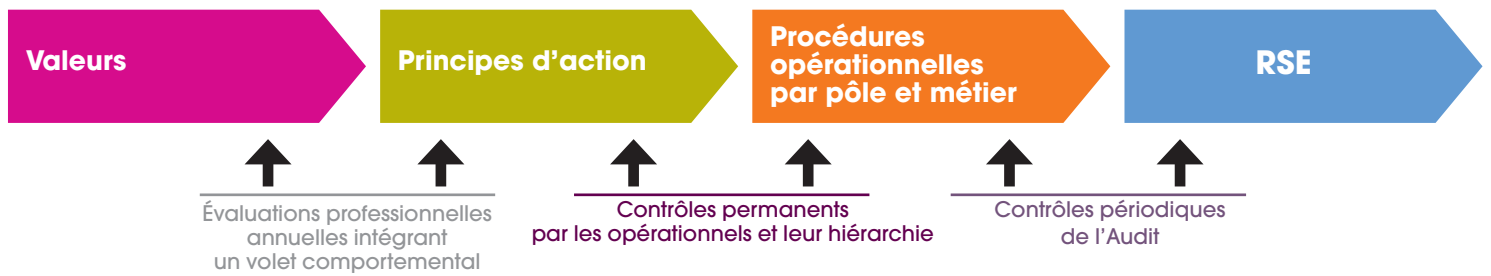 Valeurs
Principes d'action
Procédures
opérationnelles
par pôle et métier
RSE
Évaluations professionnelles
annuelles intégrant
un volet comportemental
Contrôles permanents
par les opérationnels et leur hiérarchie
Contrôles périodiques
de l'Audit